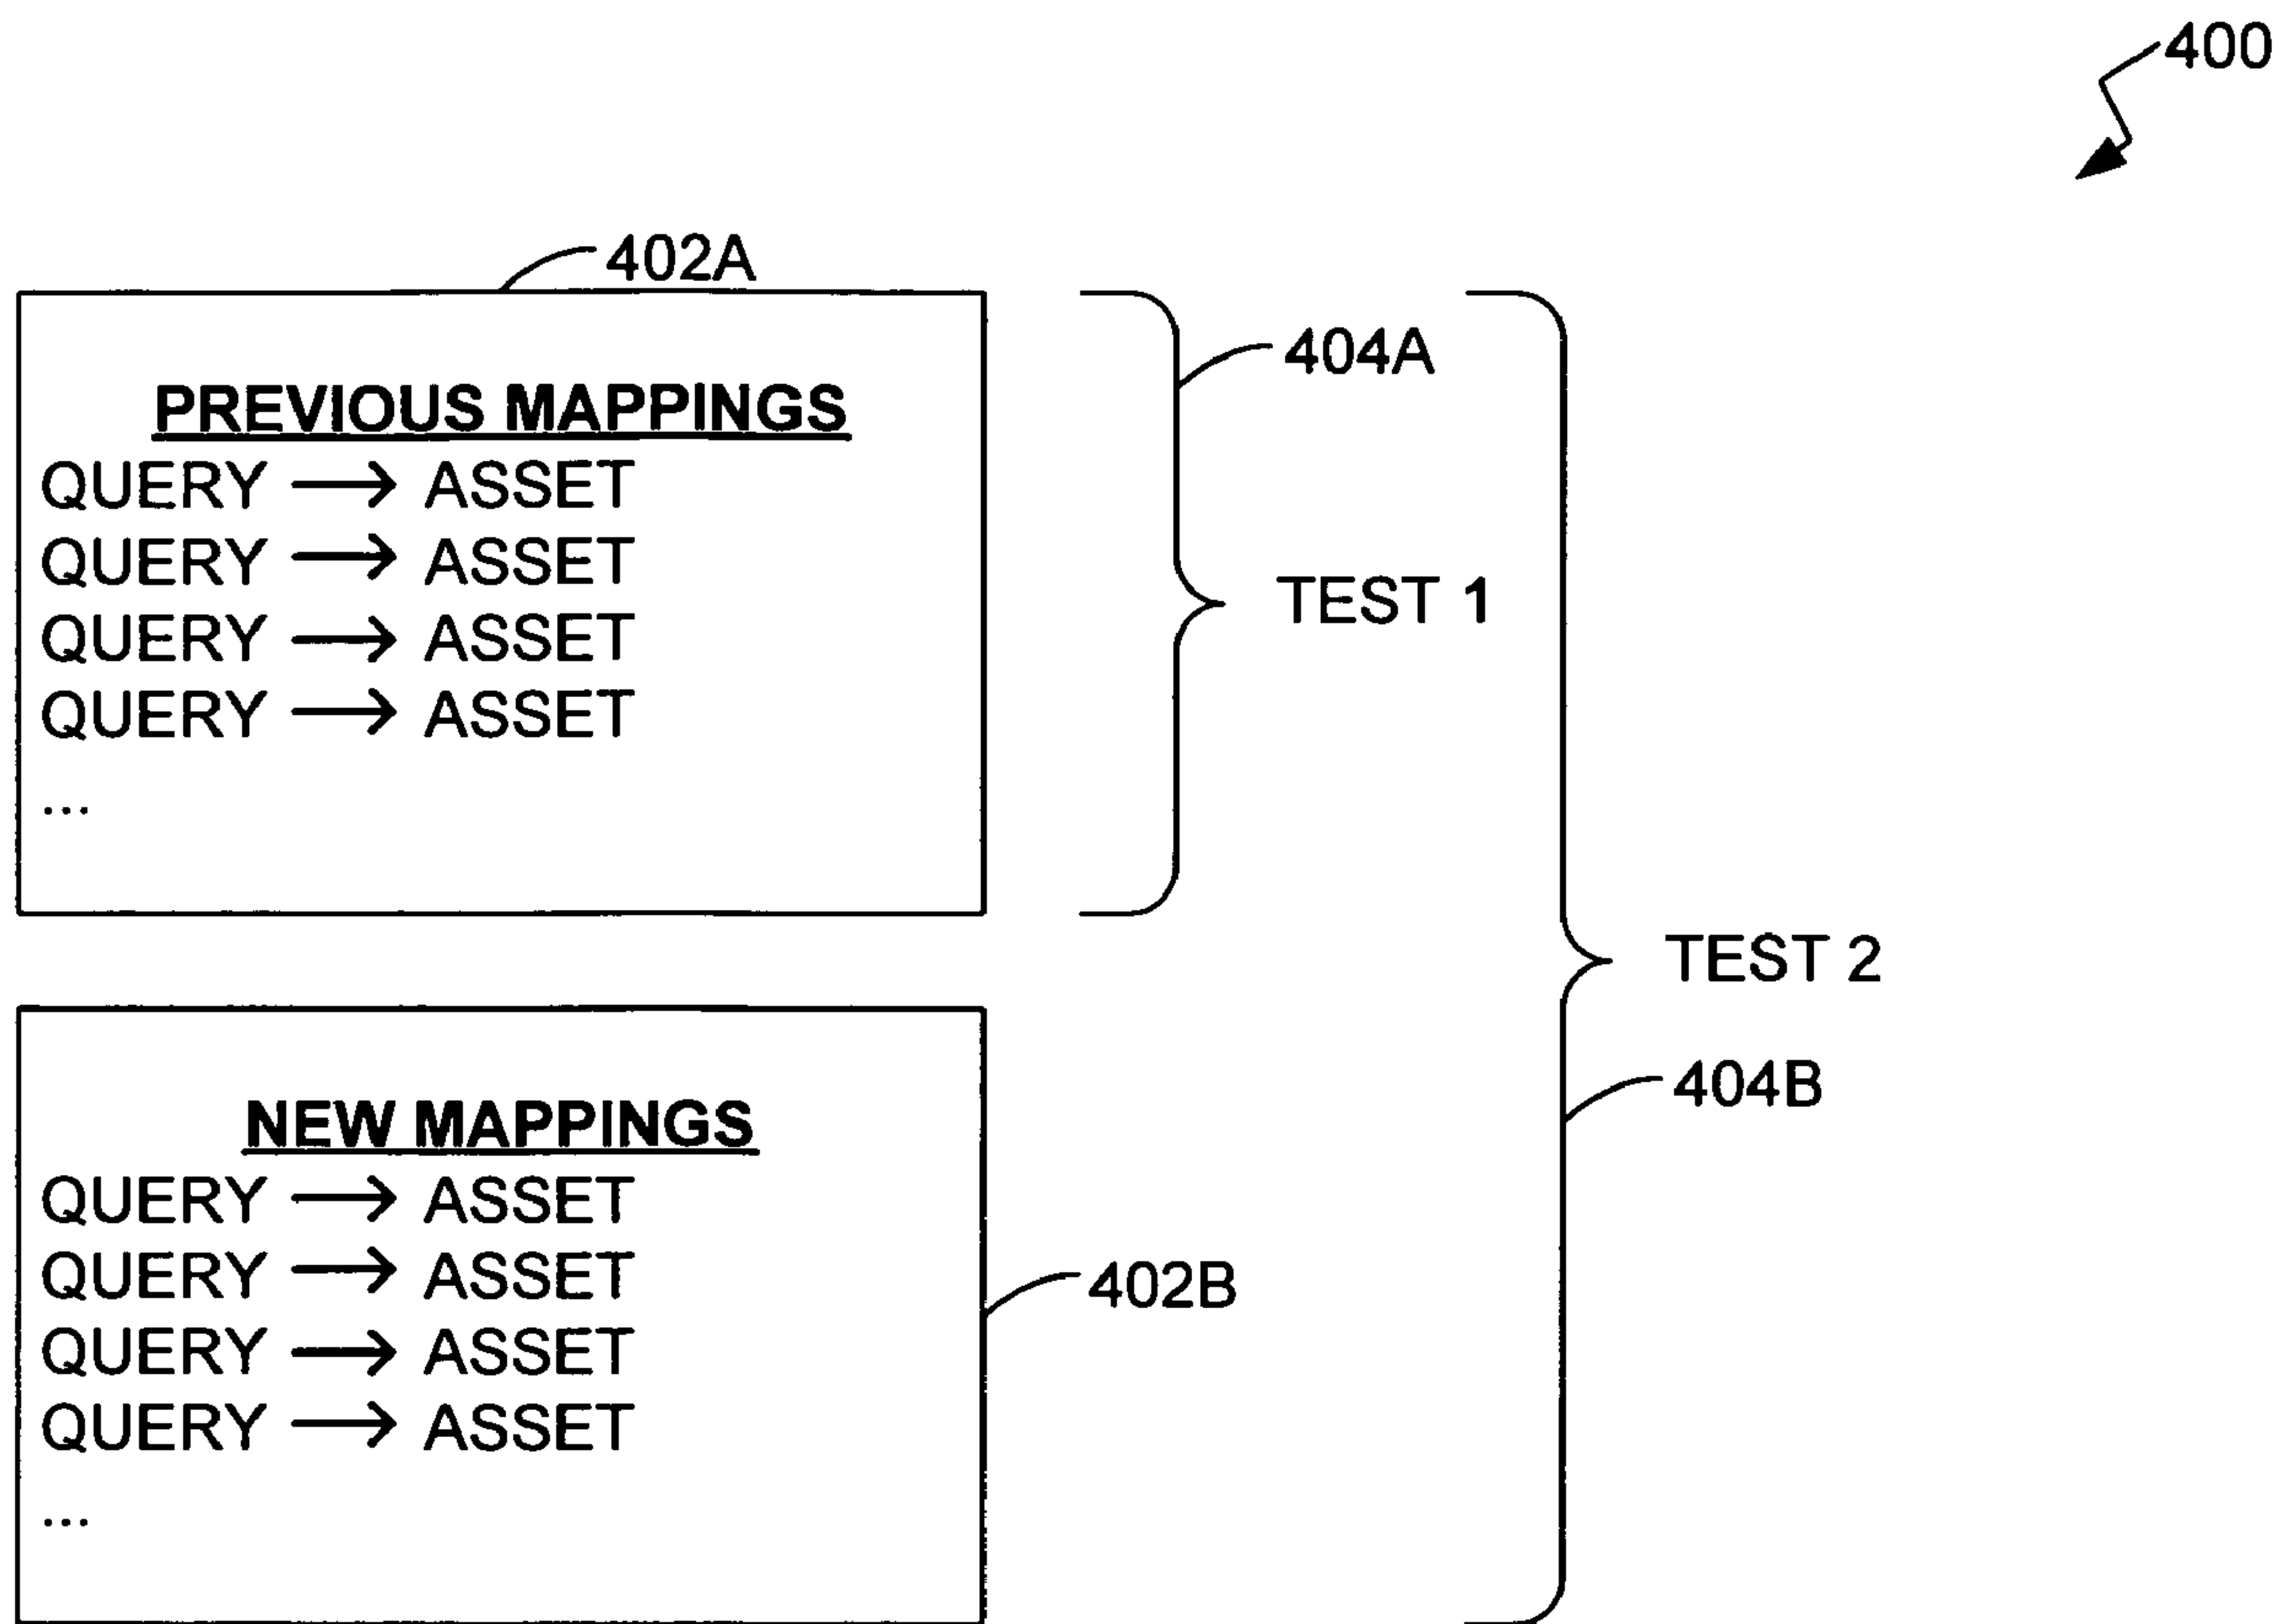 400
402A
PREVIOUS MAPPINGS
QUERY → ASSET
QUERY → ASSET
QUERY → ASSET
QUERY → ASSET
...
404A
TEST 1
TEST 2
404B
NEW MAPPINGS
QUERY → ASSET
QUERY → ASSET
QUERY → ASSET
QUERY → ASSET
...
402B